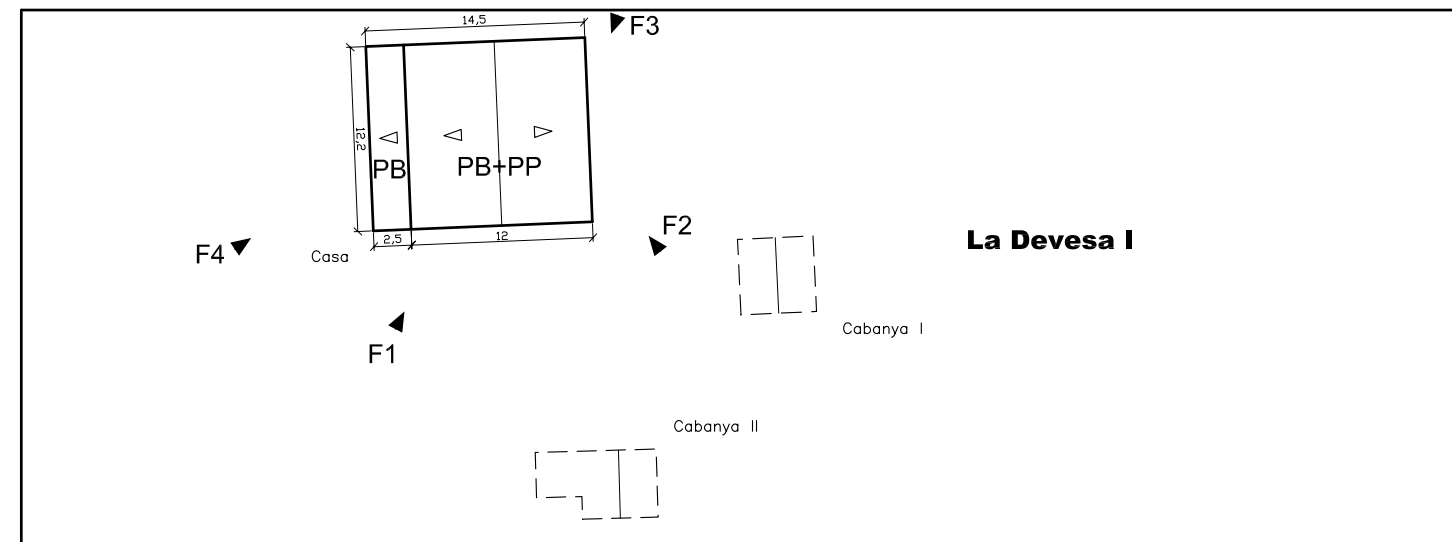 14,5
F3
12,2
PB
PB+PP
F2
F4
2,5
12
Casa
La Devesa I
Cabanya I
F1
Cabanya II